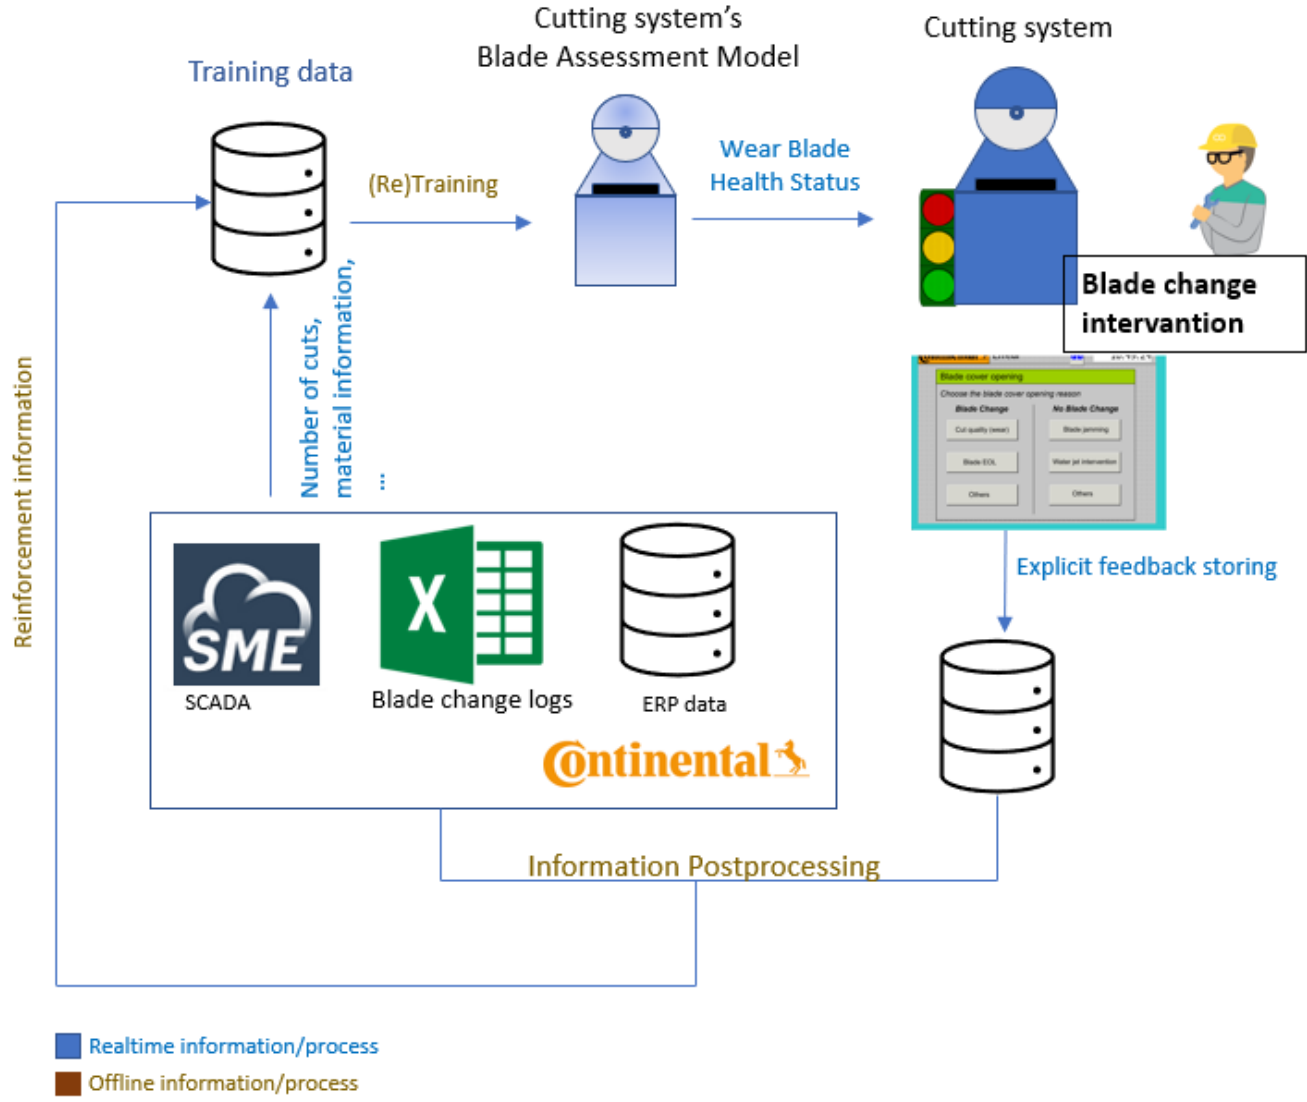 Cutting system's
Blade Assessment Model
Cutting system
Training data
(Re)Training
Wear Blade
Health Status
Blade change
intervantion
Number of cuts,
material information,
...
Reinforcement information
Blade cover opening
Choose the blade cover opening reason
Blade Change
No Blade Change
Cut quality (wear)
Blade jamming
Blade EOL
Water jet intervention
Others
Others
Explicit feedback storing
SME
SCADA
X
Blade change logs
ERP data
Continental
Information Postprocessing
Realtime information/process
Offline information/process